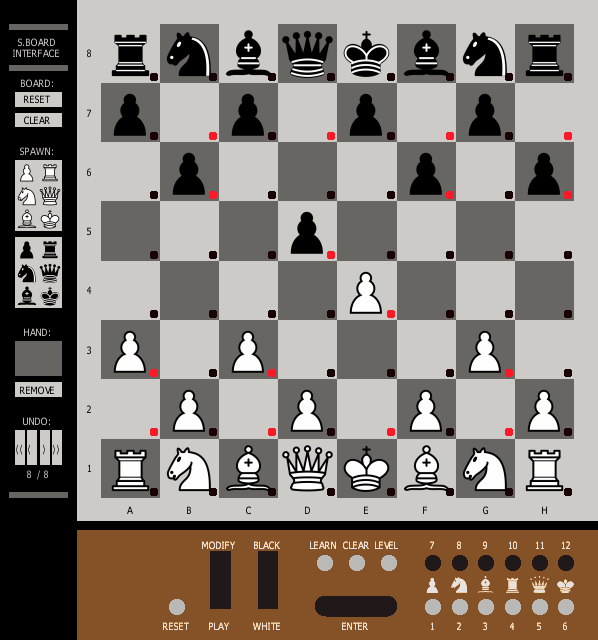 S.BOARD
INTERFACE
BOARD:
RESET
CLEAR
SPAWN:
HAND:
REMOVE
UNDO:
⟨⟨ ⟨ ⟩ ⟩⟩
8 / 8
8
7
6
5
4
3
2
1
A B C D E F G H
MODIFY BLACK LEARN CLEAR LEVEL 7 8 9 10 11 12
RESET PLAY WHITE ENTER 1 2 3 4 5 6